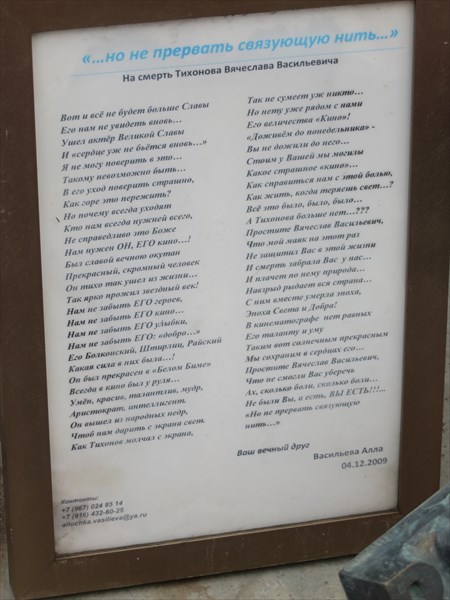 «...но не прервать связующую нить...»
На смерть Тихонова Вячеслава Васильевича
Вот и всё не будет больше Славы
Его нам не увидеть вновь...
Ушел актёр Великой Славы
И «сердце уж не бьётся вновь...»
Я не могу поверить в это...
Такому невозможно быть...
В его уход поверить страшно,
Как горе это пережить?
Но почему всегда уходят
Кто нам всегда нужней всего,
Не справедливо это Боже
Нам нужен ОН, ЕГО кино...!
Был славой вечною окутан
Прекрасный, скромный человек
Он тихо так ушел из жизни...
Так ярко прожил звездный век!
Нам не забыть ЕГО героев,
Нам не забыть ЕГО кино...
Нам не забыть ЕГО улыбки,
Нам не забыть ЕГО: «добро...»
Его Болконский, Штирлиц, Райский
Какая сила в них была...!
Он был прекрасен в «Белом Биме»
Всегда в кино был у руля...
Умён, красив, талантлив, мудр,
Аристократ, интеллигент.
Он вышел из народных недр,
Чтоб нам дарить с экрана свет.
Как Тихонов молчал с экрана,
Так не сумеет уж никто...
Но нету уже рядом с нами
Его величества «Кино»!
«Доживём до понедельника» -
Вы не дожили до него...
Стоим у Вашей мы могилы
Какое страшное «кино»...
Как справиться нам с этой болью,
Как жить, когда теряешь свет...?
Всё это было, было, было...
А Тихонова больше нет...???
Простите Вячеслав Васильевич,
Что мой маяк на этот раз
Не защитил Вас в этой жизни
И смерть забрала Вас у нас...
И плачет по нему природа...
Навзрыд рыдает вся страна...
С ним вместе умерла эпоха,
Эпоха Света и Добра!
В кинематографе нет равных
Его таланту и уму
Таким вот солнечным прекрасным
Мы сохраним в сердцах его...
Простите Вячеслав Васильевич,
Что не смогли Вас уберечь
Ах, сколько боли, сколько боли...
Не были Вы, а есть, ВЫ ЕСТЬ!!!...
«Но не прервать связующую
нить...»
Ваш вечный друг
Васильева Алла
04.12.2009
Контакты:
+7 (967) 024 85 14
+7 (916) 432-60-25
allochka.vasilieva@ya.ru